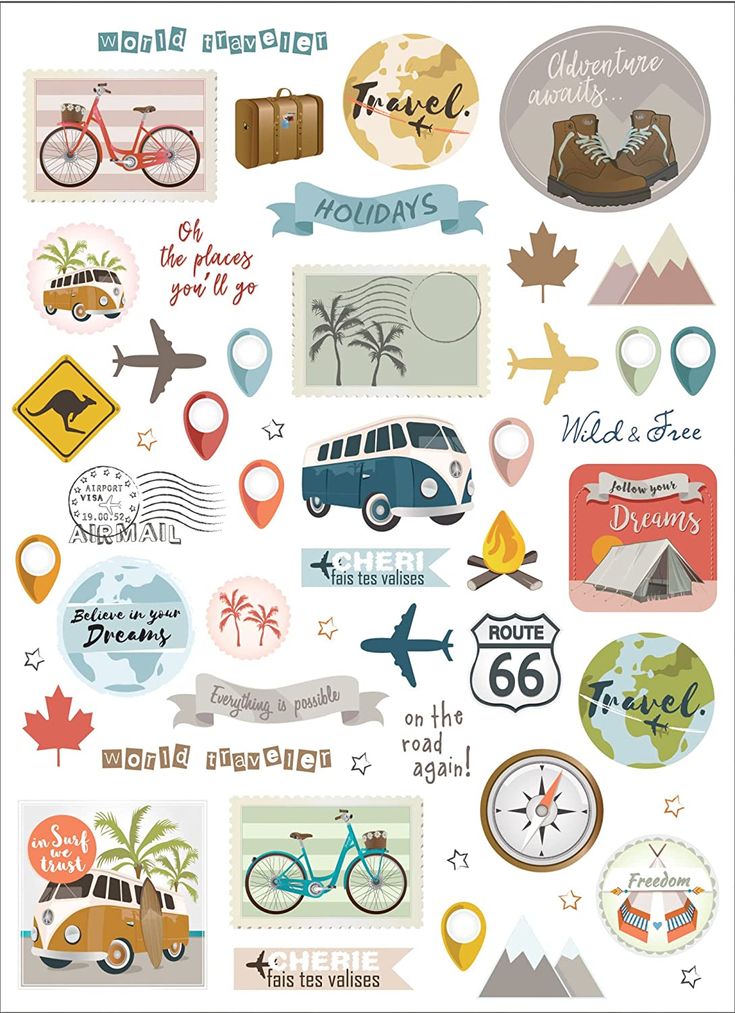 world traveler
Travel.
Adventure
awaits...
HOLIDAYS
Oh
the places
you'll go
Wild & Free
AIRPORT
VISA
19.00.52
AIRMAIL
follow your
Dreams
CHERI
fais tes valises
Believe in your
Dreams
ROUTE
66
Travel.
Everything is possible
on the
road
again!
world traveler
in Surf
we
trust
Freedom
CHERIE
fais tes valises